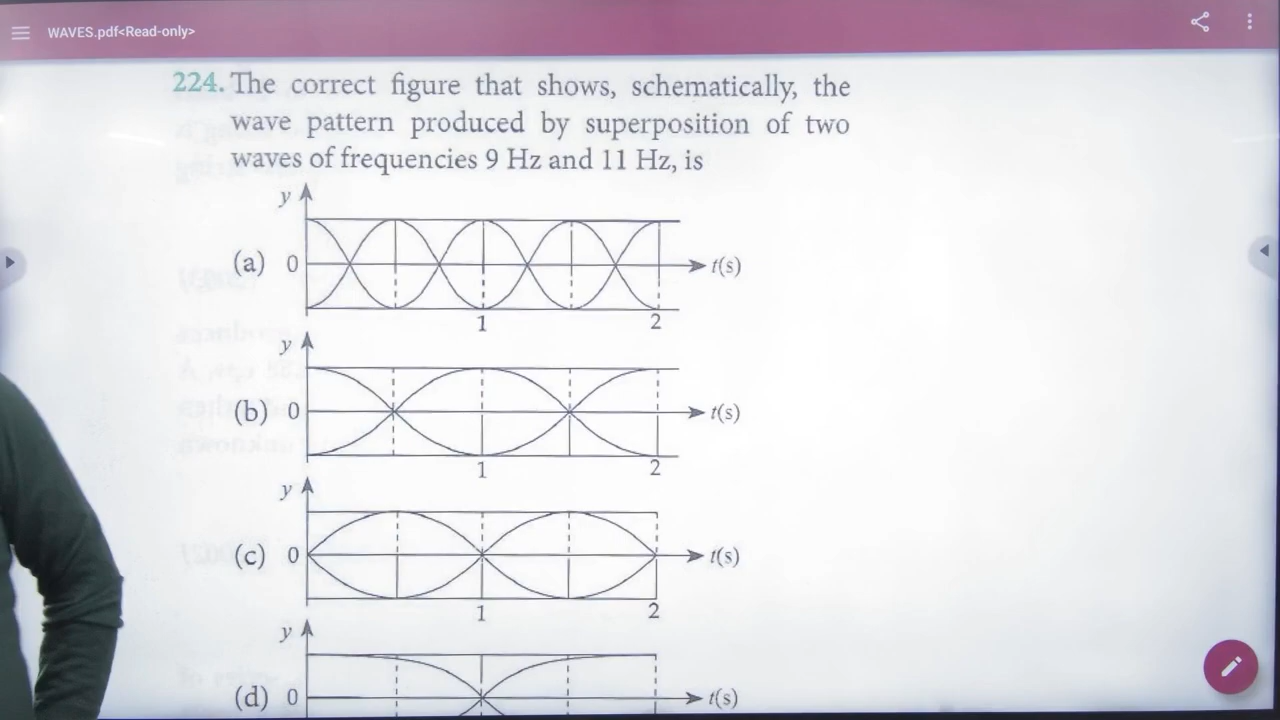 WAVES.pdf<Read-only>
224. The correct figure that shows, schematically, the
wave pattern produced by superposition of two
waves of frequencies 9 Hz and 11 Hz, is
y
(a) 0 t(s)
1 2
y
(b) 0 t(s)
1 2
y
(c) 0 t(s)
1 2
y
(d) 0 t(s)